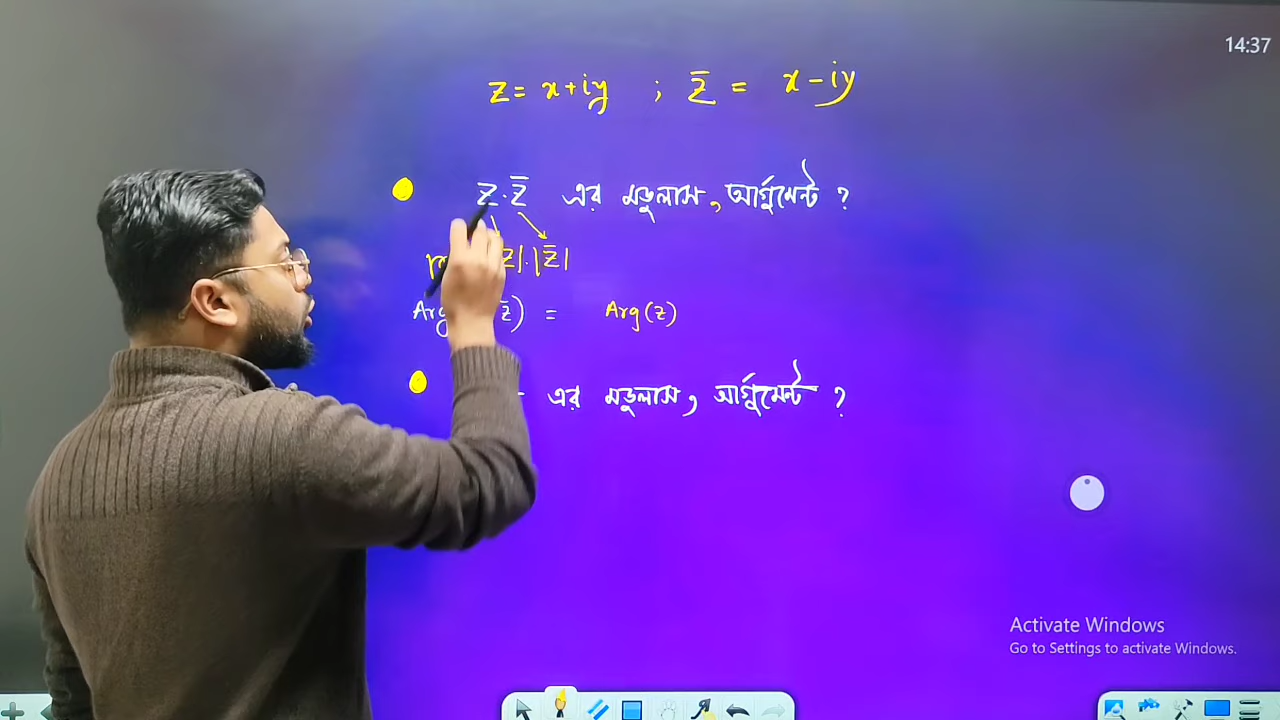 14:37
z = x+iy ; z̄ = x-iy
z·z̄ এর মডুলাস, আর্গুমেন্ট ?
z|·|z̄|
Arg z̄) = Arg(z)
এর মডুলাস, আর্গুমেন্ট ?
Activate Windows
Go to Settings to activate Windows.